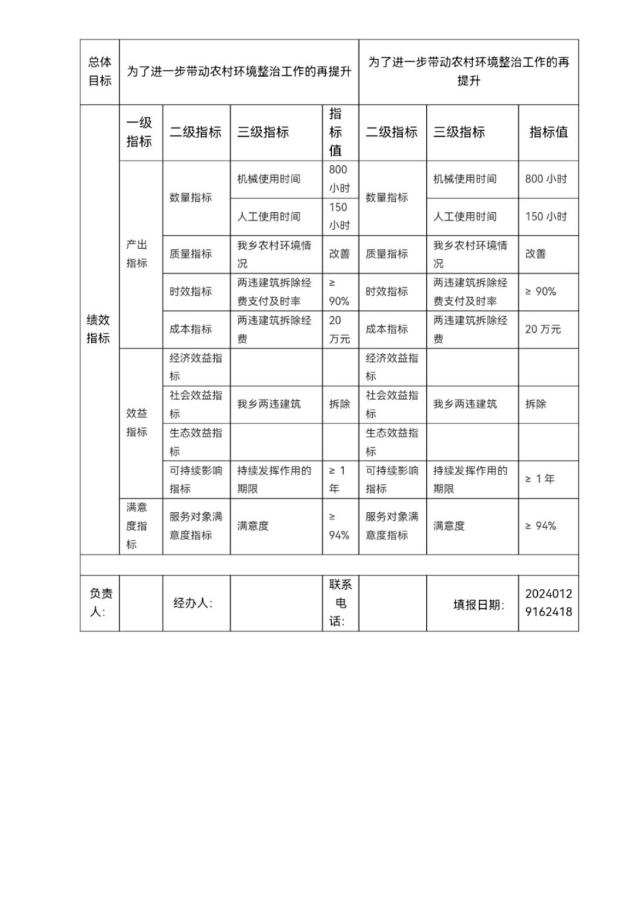 总体
目标
为了进一步带动农村环境整治工作的再提升
为了进一步带动农村环境整治工作的再
提升
绩效
指标
一级
指标
二级指标
三级指标
指
标
值
二级指标
三级指标
指标值
产出
指标
数量指标
机械使用时间
800
小时
数量指标
机械使用时间
800 小时
人工使用时间
150
小时
人工使用时间
150 小时
质量指标
我乡农村环境情
况
改善
质量指标
我乡农村环境情
况
改善
时效指标
两违建筑拆除经
费支付及时率
≥
90%
时效指标
两违建筑拆除经
费支付及时率
≥ 90%
成本指标
两违建筑拆除经
费
20
万元
成本指标
两违建筑拆除经
费
20 万元
效益
指标
经济效益指
标
经济效益指
标
社会效益指
标
我乡两违建筑
拆除
社会效益指
标
我乡两违建筑
拆除
生态效益指
标
生态效益指
标
可持续影响
指标
持续发挥作用的
期限
≥ 1
年
可持续影响
指标
持续发挥作用的
期限
≥ 1 年
满意
度指
标
服务对象满
意度指标
满意度
≥
94%
服务对象满
意度指标
满意度
≥ 94%
负责
人：
经办人：
联系
电
话：
填报日期：
2024012
9162418